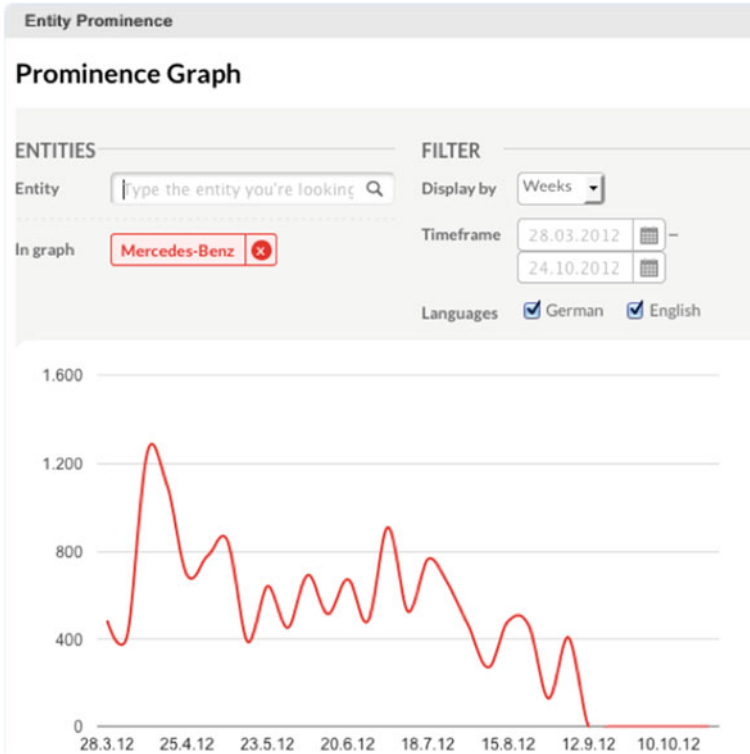 Entity Prominence
Prominence Graph
ENTITIES
Entity Type the entity you're looking
In graph Mercedes-Benz
FILTER
Display by Weeks
Timeframe 28.03.2012 –
24.10.2012
Languages German English
1.600
1.200
800
400
0
28.3.12 25.4.12 23.5.12 20.6.12 18.7.12 15.8.12 12.9.12 10.10.12